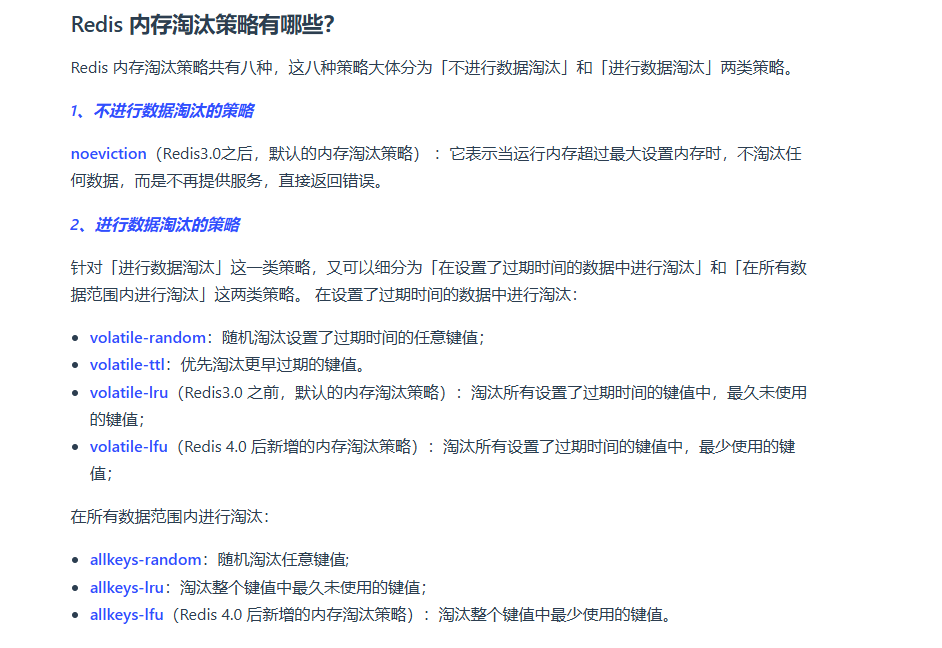 Redis 内存淘汰策略有哪些？
Redis 内存淘汰策略共有八种，这八种策略大体分为「不进行数据淘汰」和「进行数据淘汰」两类策略。
1、不进行数据淘汰的策略
noeviction（Redis3.0之后，默认的内存淘汰策略） ：它表示当运行内存超过最大设置内存时，不淘汰任
何数据，而是不再提供服务，直接返回错误。
2、进行数据淘汰的策略
针对「进行数据淘汰」这一类策略，又可以细分为「在设置了过期时间的数据中进行淘汰」和「在所有数
据范围内进行淘汰」这两类策略。 在设置了过期时间的数据中进行淘汰：
• volatile-random：随机淘汰设置了过期时间的任意键值；
• volatile-ttl：优先淘汰更早过期的键值。
• volatile-lru（Redis3.0 之前，默认的内存淘汰策略）：淘汰所有设置了过期时间的键值中，最久未使用
的键值；
• volatile-lfu（Redis 4.0 后新增的内存淘汰策略）：淘汰所有设置了过期时间的键值中，最少使用的键
值；
在所有数据范围内进行淘汰：
• allkeys-random：随机淘汰任意键值;
• allkeys-lru：淘汰整个键值中最久未使用的键值；
• allkeys-lfu（Redis 4.0 后新增的内存淘汰策略）：淘汰整个键值中最少使用的键值。